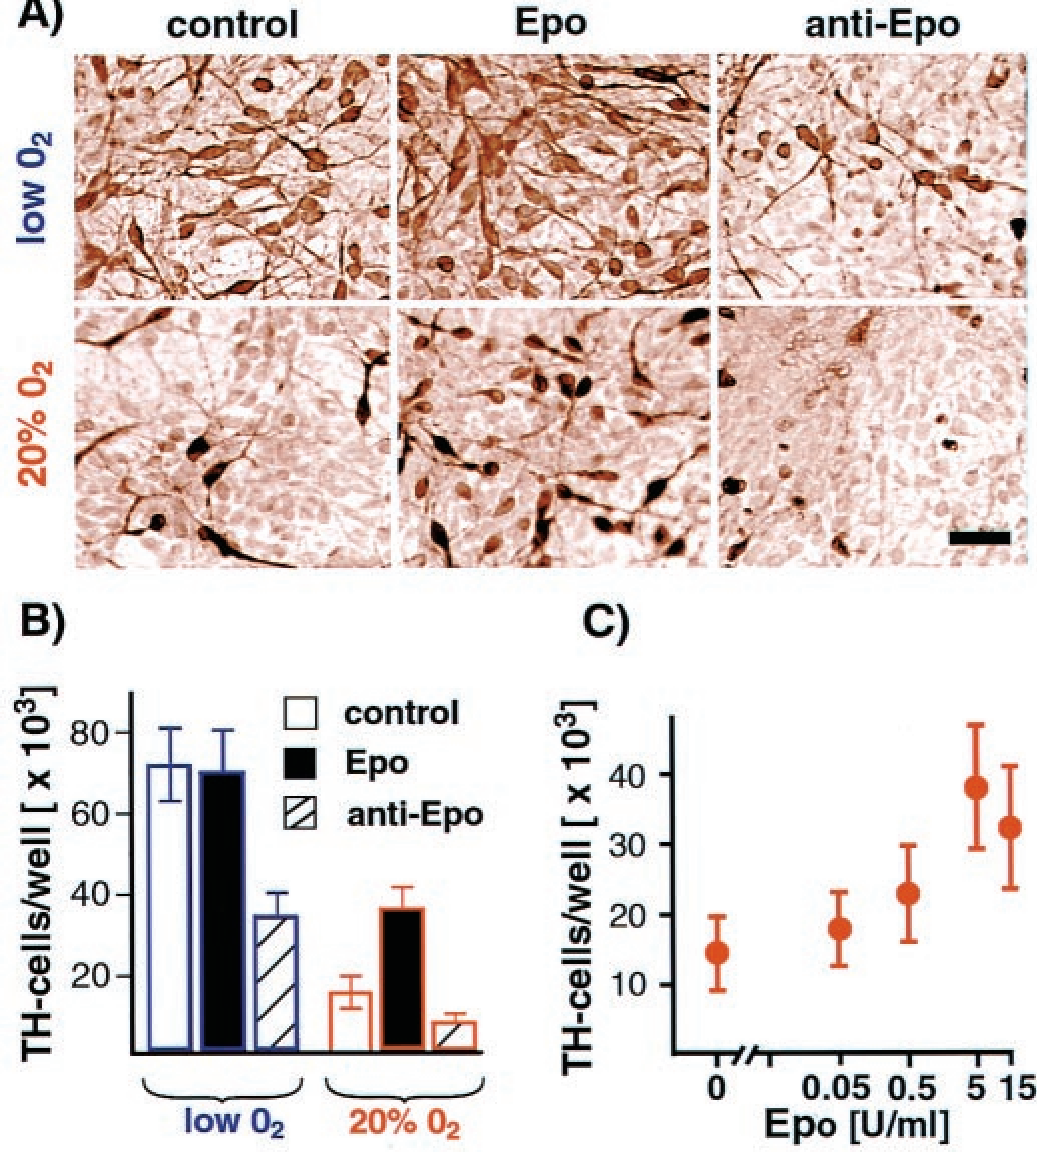 A)
control Epo anti-Epo
low O₂
20% O₂
B)
TH-cells/well [ x 10³]
80
60
40
20
control
Epo
anti-Epo
low O₂ 20% O₂
C)
TH-cells/well [ x 10³]
40
30
20
10
0 0.05 0.5 5 15
Epo [U/ml]